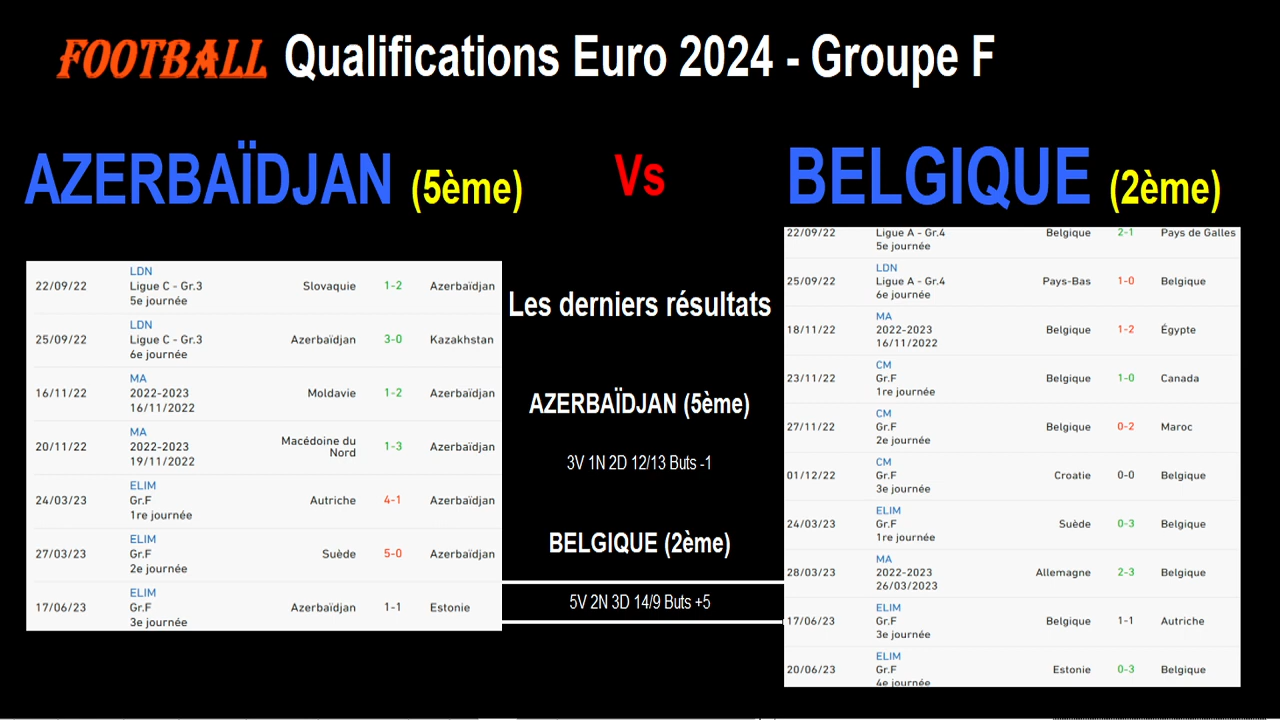 FOOTBALL Qualifications Euro 2024 - Groupe F
AZERBAÏDJAN (5ème) Vs BELGIQUE (2ème)
22/09/22 LDN Ligue C - Gr.3 5e journée Slovaquie 1-2 Azerbaïdjan
25/09/22 LDN Ligue C - Gr.3 6e journée Azerbaïdjan 3-0 Kazakhstan
16/11/22 MA 2022-2023 16/11/2022 Moldavie 1-2 Azerbaïdjan
20/11/22 MA 2022-2023 19/11/2022 Macédoine du Nord 1-3 Azerbaïdjan
24/03/23 ELIM Gr.F 1re journée Autriche 4-1 Azerbaïdjan
27/03/23 ELIM Gr.F 2e journée Suède 5-0 Azerbaïdjan
17/06/23 ELIM Gr.F 3e journée Azerbaïdjan 1-1 Estonie
Les derniers résultats
AZERBAÏDJAN (5ème)
3V 1N 2D 12/13 Buts -1
BELGIQUE (2ème)
5V 2N 3D 14/9 Buts +5
22/09/22 Ligue A - Gr.4 5e journée Belgique 2-1 Pays de Galles
25/09/22 LDN Ligue A - Gr.4 6e journée Pays-Bas 1-0 Belgique
18/11/22 MA 2022-2023 16/11/2022 Belgique 1-2 Égypte
23/11/22 CM Gr.F 1re journée Belgique 1-0 Canada
27/11/22 CM Gr.F 2e journée Belgique 0-2 Maroc
01/12/22 CM Gr.F 3e journée Croatie 0-0 Belgique
24/03/23 ELIM Gr.F 1re journée Suède 0-3 Belgique
28/03/23 MA 2022-2023 26/03/2023 Allemagne 2-3 Belgique
17/06/23 ELIM Gr.F 3e journée Belgique 1-1 Autriche
20/06/23 ELIM Gr.F 4e journée Estonie 0-3 Belgique